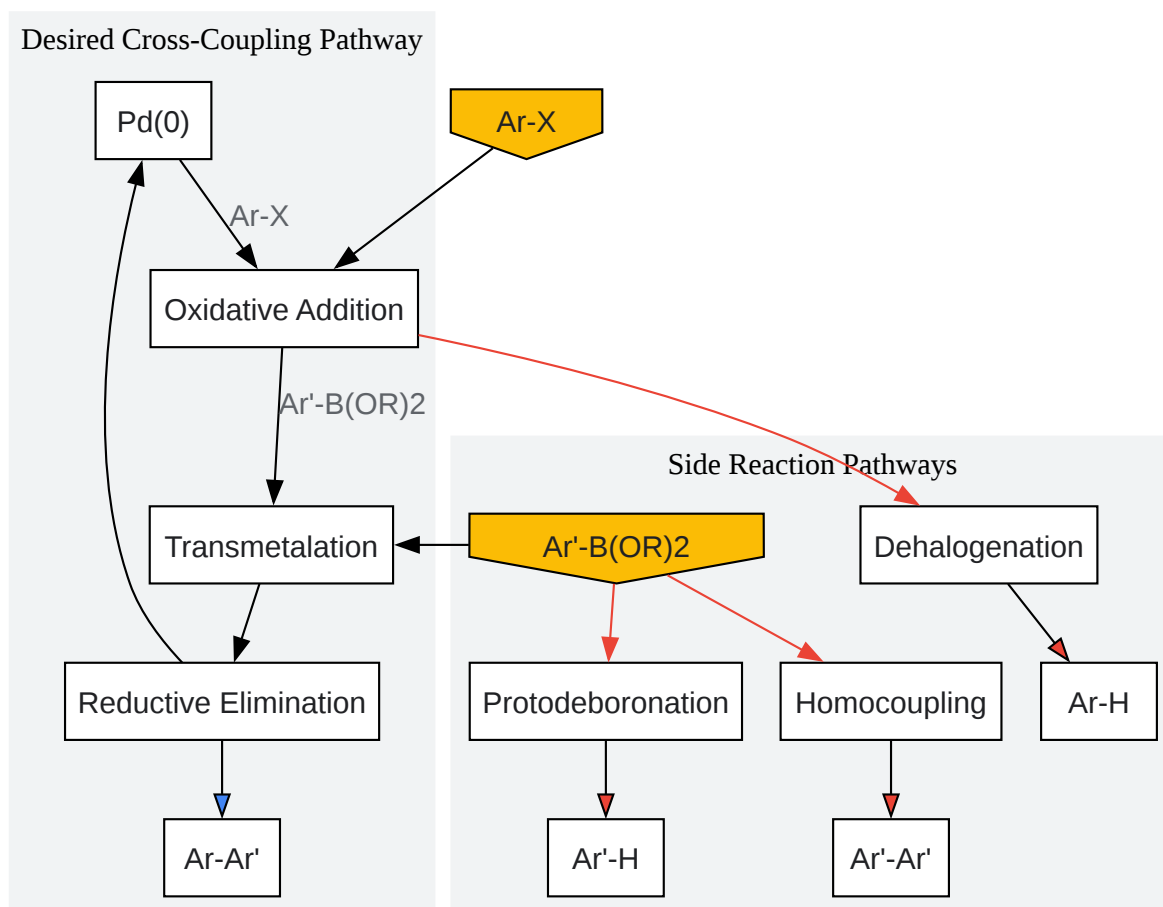 Desired Cross-Coupling Pathway
Pd(0)
Ar-X
Ar-X
Oxidative Addition
Ar'-B(OR)2
Side Reaction Pathways
Transmetalation
Ar'-B(OR)2
Dehalogenation
Reductive Elimination
Protodeboronation
Homocoupling
Ar-H
Ar-Ar'
Ar'-H
Ar'-Ar'